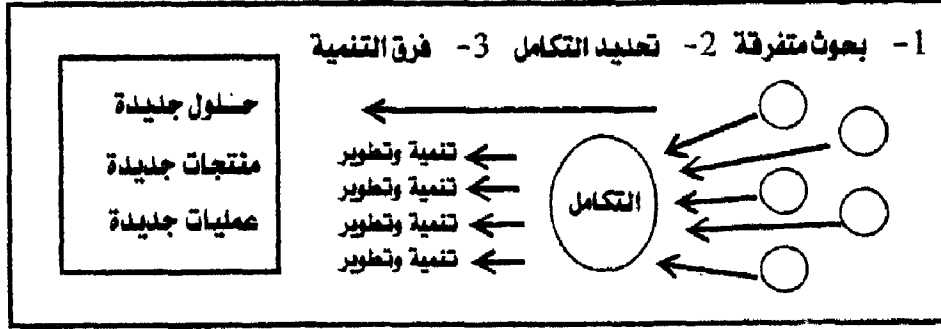 1- بحوث متفرقة 2- تحديد التكامل 3- فرق التنمية
التكامل
تنمية وتطوير
تنمية وتطوير
تنمية وتطوير
تنمية وتطوير
حلول جديدة
منتجات جديدة
عمليات جديدة